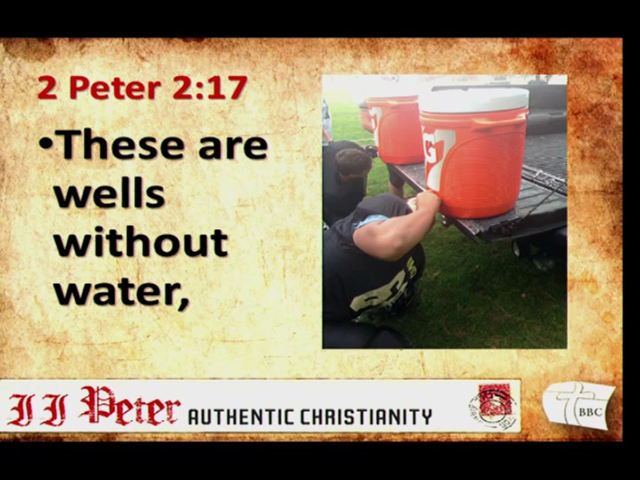 2 Peter 2:17
•These are
wells
without
water,
G
II Peter AUTHENTIC CHRISTIANITY
BBC